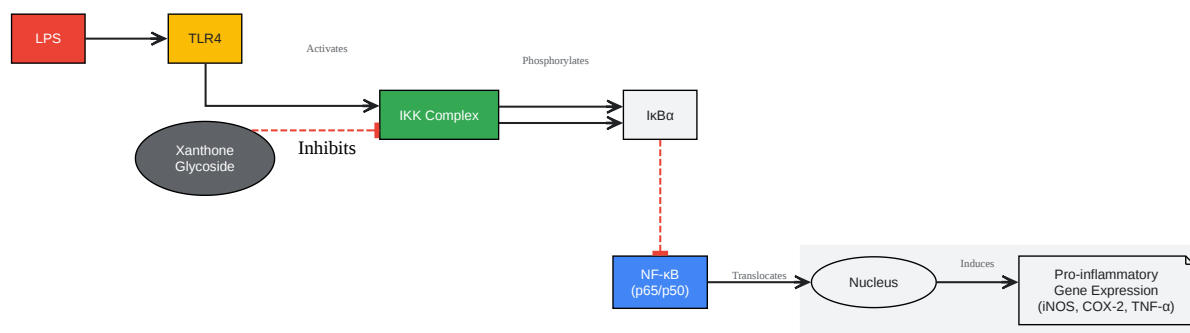 LPS
TLR4
Activates
Phosphorylates
IKK Complex
IκBα
Xanthone
Glycoside
Inhibits
NF-κB
(p65/p50)
Translocates
Nucleus
Induces
Pro-inflammatory
Gene Expression
(iNOS, COX-2, TNF-α)